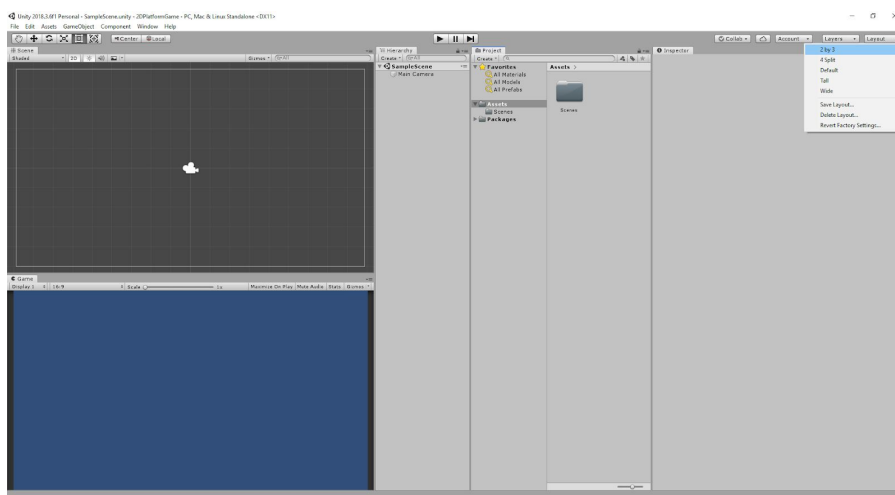 Unity 2018.3.6f1 Personal - SampleScene.unity - 2DPlatformGame - PC, Mac & Linux Standalone <DX11>
File Edit Assets GameObject Component Window Help
Center Local Collab Account Layers Layout
Scene Hierarchy Project Inspector
Shaded 2D Gizmos All Create All Create
SampleScene Favorites Assets
Main Camera All Materials
All Models
All Prefabs
Assets
Scenes Scenes
Packages
2 by 3
4 Split
Default
Tall
Wide
Save Layout...
Delete Layout...
Revert Factory Settings...
Game
Display 1 16:9 Scale 1x Maximize On Play Mute Audio Stats Gizmos